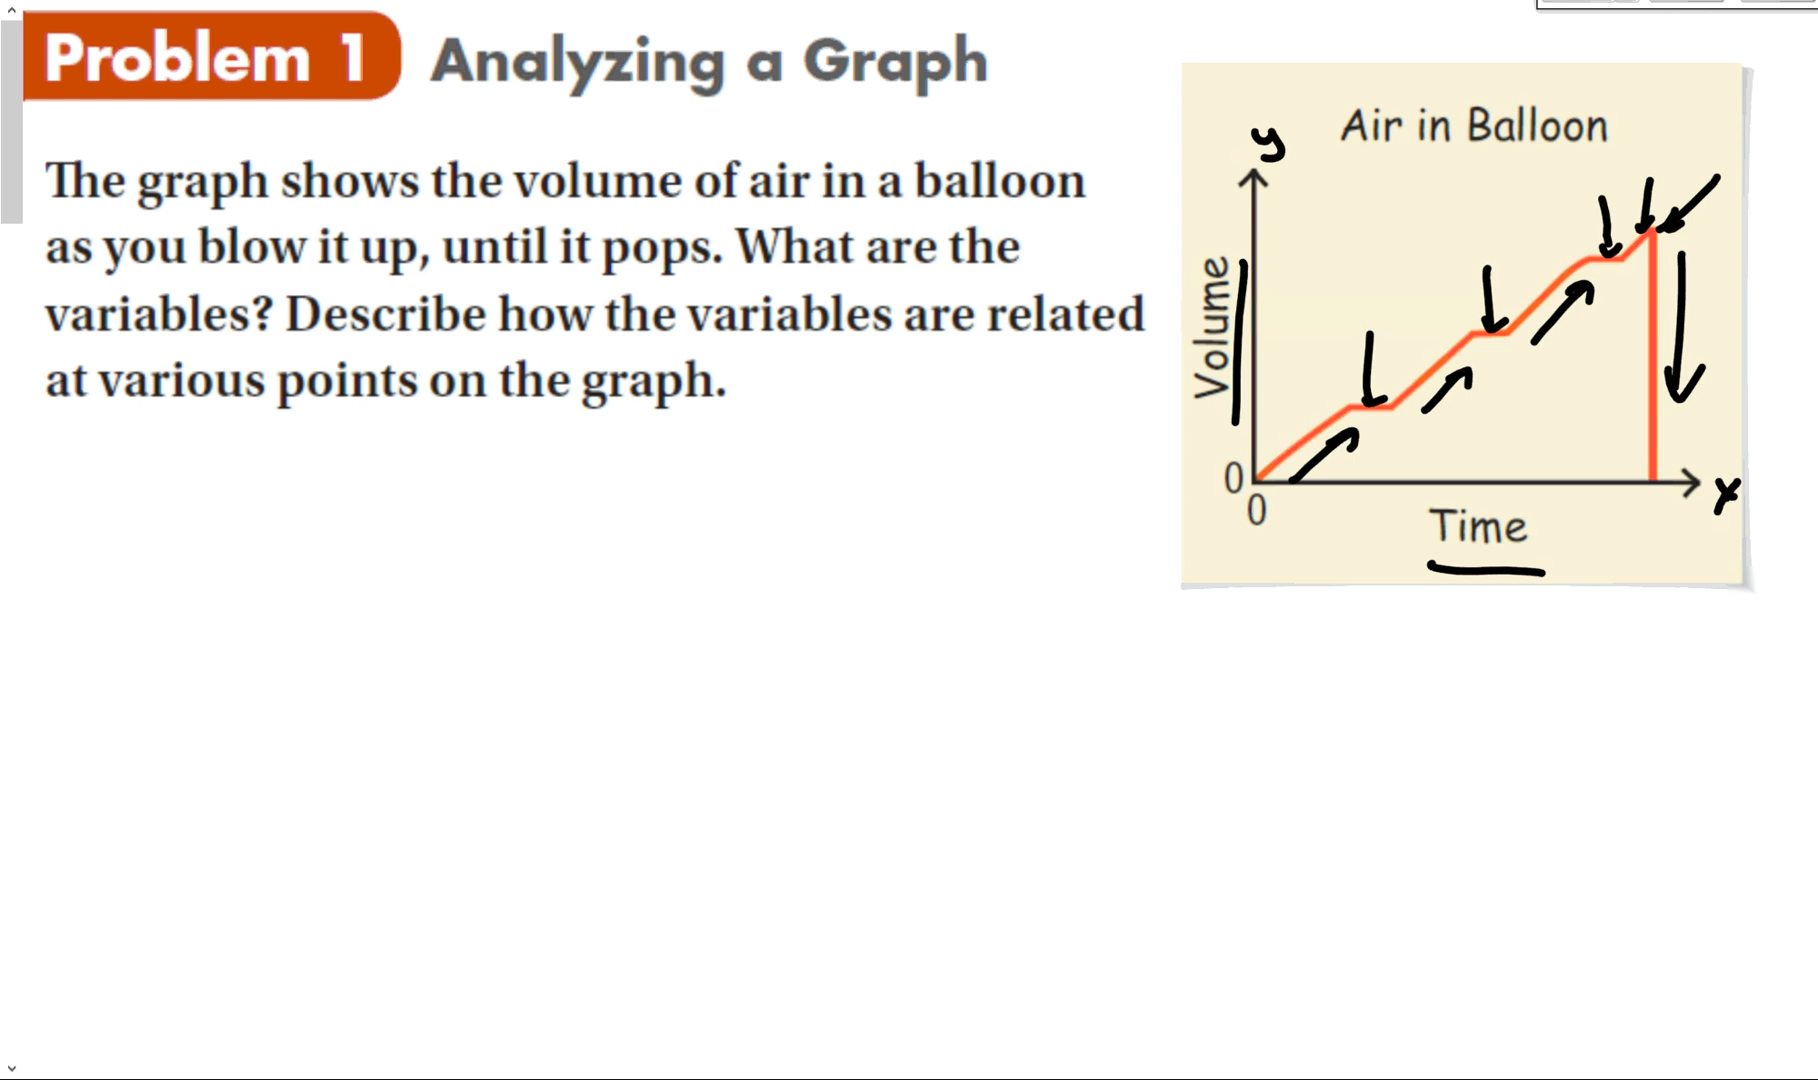 Problem 1 Analyzing a Graph
The graph shows the volume of air in a balloon
as you blow it up, until it pops. What are the
variables? Describe how the variables are related
at various points on the graph.
Air in Balloon
y
Volume
0
0
x
Time